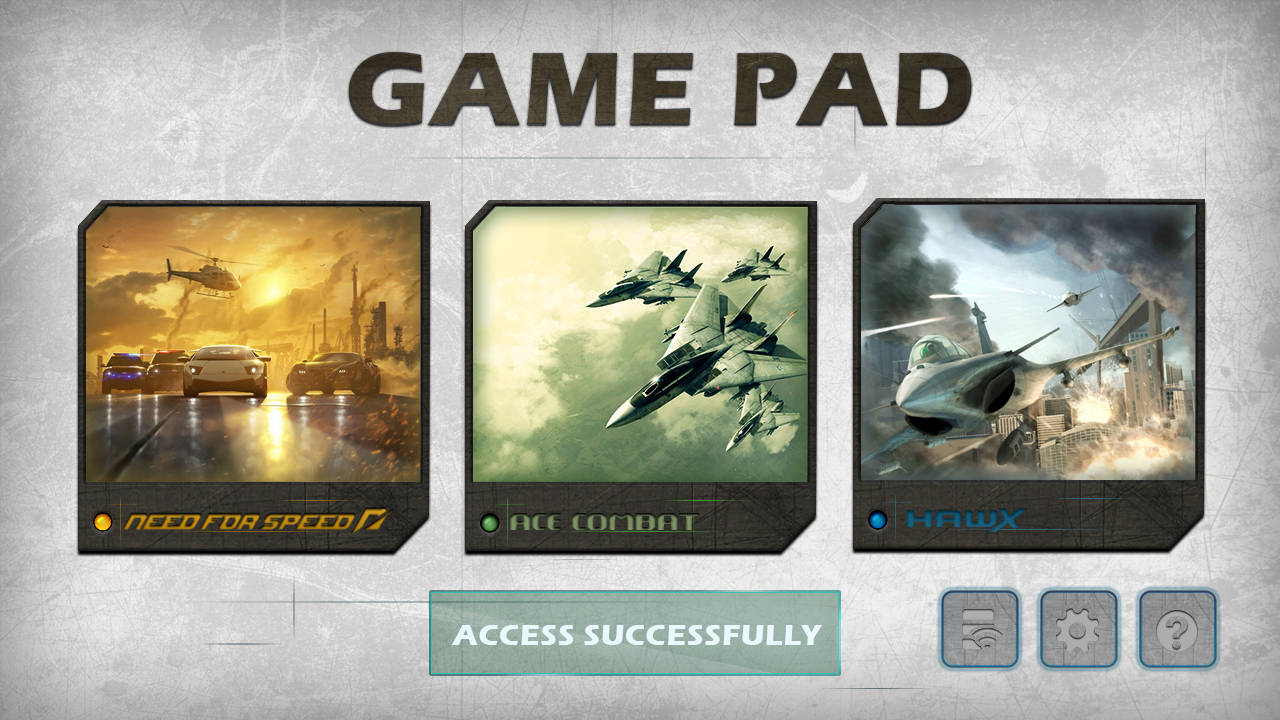 GAME PAD
NEED FOR SPEED
ACE COMBAT
HAWX
ACCESS SUCCESSFULLY
?